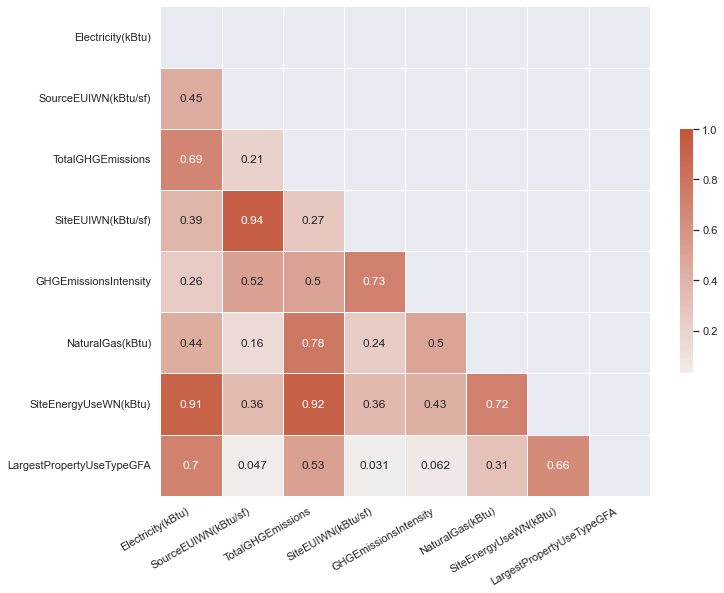 Electricity(kBtu)
SourceEUIWN(kBtu/sf) 0.45
TotalGHGEmissions 0.69 0.21
SiteEUIWN(kBtu/sf) 0.39 0.94 0.27
GHGEmissionsIntensity 0.26 0.52 0.5 0.73
NaturalGas(kBtu) 0.44 0.16 0.78 0.24 0.5
SiteEnergyUseWN(kBtu) 0.91 0.36 0.92 0.36 0.43 0.72
LargestPropertyUseTypeGFA 0.7 0.047 0.53 0.031 0.062 0.31 0.66
Electricity(kBtu)
SourceEUIWN(kBtu/sf)
TotalGHGEmissions
SiteEUIWN(kBtu/sf)
GHGEmissionsIntensity
NaturalGas(kBtu)
SiteEnergyUseWN(kBtu)
LargestPropertyUseTypeGFA
1.0
0.8
0.6
0.4
0.2